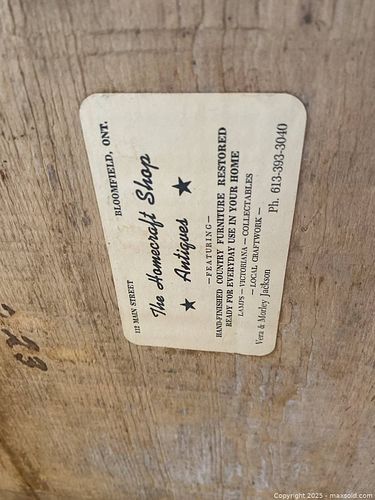 112 MAIN STREET
BLOOMFIELD, ONT.
The Homecraft Shop
★ Antiques ★
—FEATURING—
HAND-FINISHED COUNTRY FURNITURE RESTORED
READY FOR EVERYDAY USE IN YOUR HOME
LAMPS — VICTORIANA — COLLECTABLES
— LOCAL CRAFTWORK —
Vera & Morley Jackson
Ph. 613-393-3040
Copyright © 2025 - maxsold.com